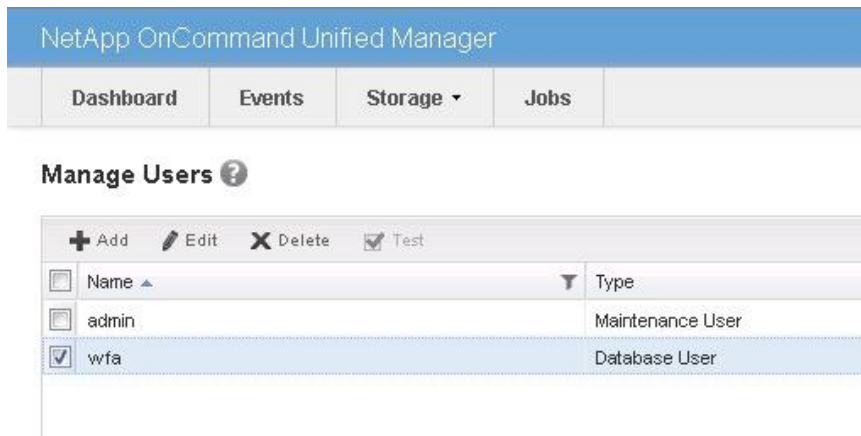 NetApp OnCommand Unified Manager
Dashboard Events Storage Jobs
Manage Users
Add Edit Delete Test
Name Type
admin Maintenance User
wfa Database User